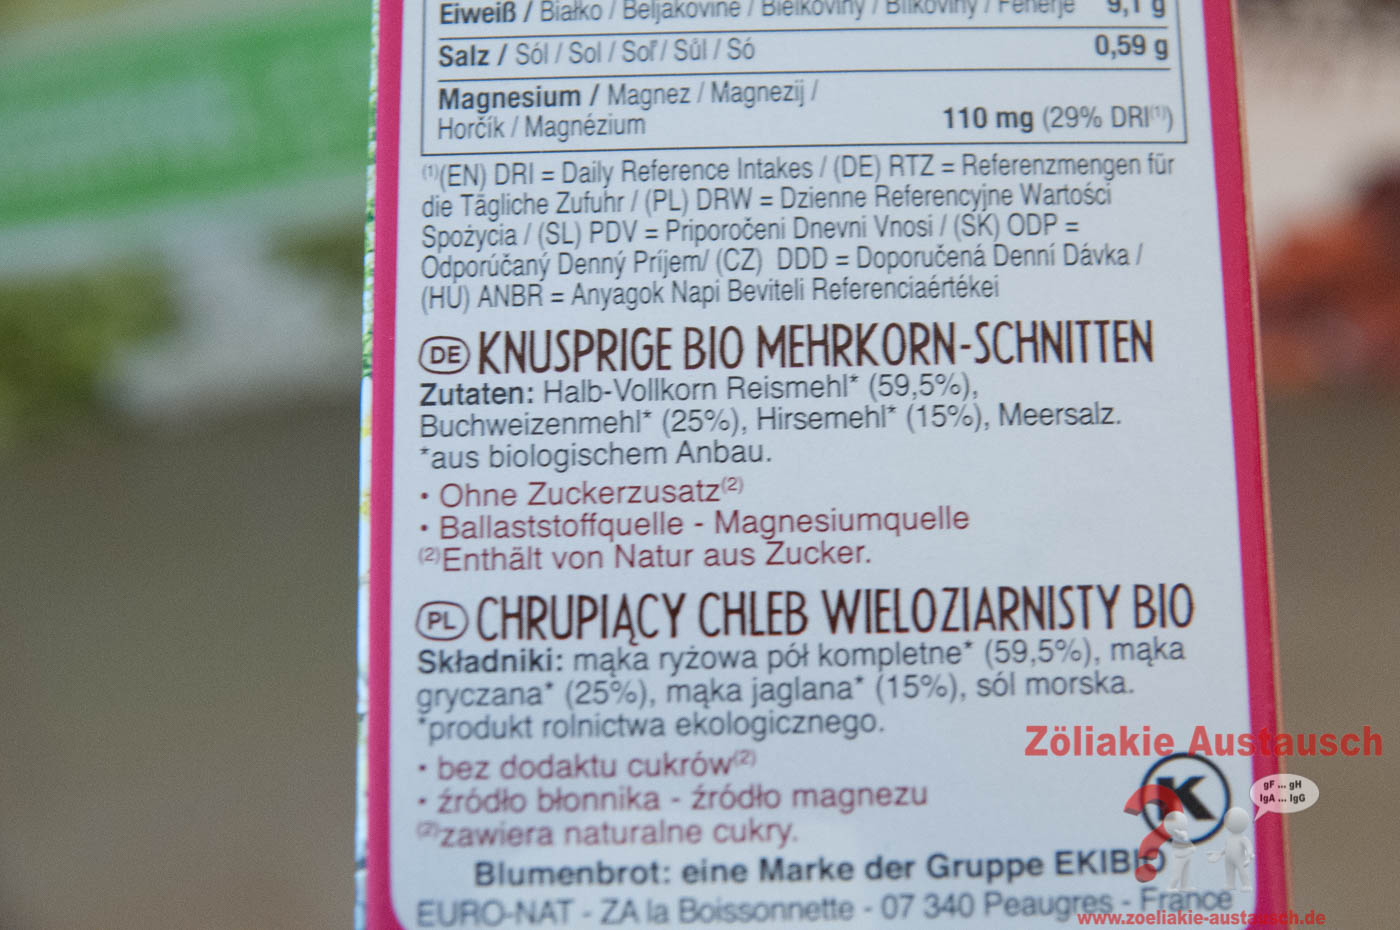 Eiweiß / Białko / Beljakovine / Bielkoviny / Bílkoviny / Fehérje 9,1 g
Salz / Sól / Sol / Soľ / Sůl / Só 0,59 g
Magnesium / Magnez / Magnezij /
Horčík / Magnézium 110 mg (29% DRI⁽¹⁾)
⁽¹⁾(EN) DRI = Daily Reference Intakes / (DE) RTZ = Referenzmengen für
die Tägliche Zufuhr / (PL) DRW = Dzienne Referencyjne Wartości
Spożycia / (SL) PDV = Priporočeni Dnevni Vnosi / (SK) ODP =
Odporúčaný Denný Príjem/ (CZ) DDD = Doporučená Denní Dávka /
(HU) ANBR = Anyagok Napi Beviteli Referenciaértékei
DE KNUSPRIGE BIO MEHRKORN-SCHNITTEN
Zutaten: Halb-Vollkorn Reismehl* (59,5%),
Buchweizenmehl* (25%), Hirsemehl* (15%), Meersalz.
*aus biologischem Anbau.
• Ohne Zuckerzusatz⁽²⁾
• Ballaststoffquelle - Magnesiumquelle
⁽²⁾Enthält von Natur aus Zucker.
PL CHRUPIĄCY CHLEB WIELOZIARNISTY BIO
Składniki: mąka ryżowa pół kompletne* (59,5%), mąka
gryczana* (25%), mąka jaglana* (15%), sól morska.
*produkt rolnictwa ekologicznego.
• bez dodaktu cukrów⁽²⁾
• źródło błonnika - źródło magnezu
⁽²⁾zawiera naturalne cukry.
Zöliakie Austausch
K
gF ... gH
IgA ... IgG
?
Blumenbrot: eine Marke der Gruppe EKIBIO
EURO-NAT - ZA la Boissonnette - 07 340 Peaugres - France
www.zoeliakie-austausch.de